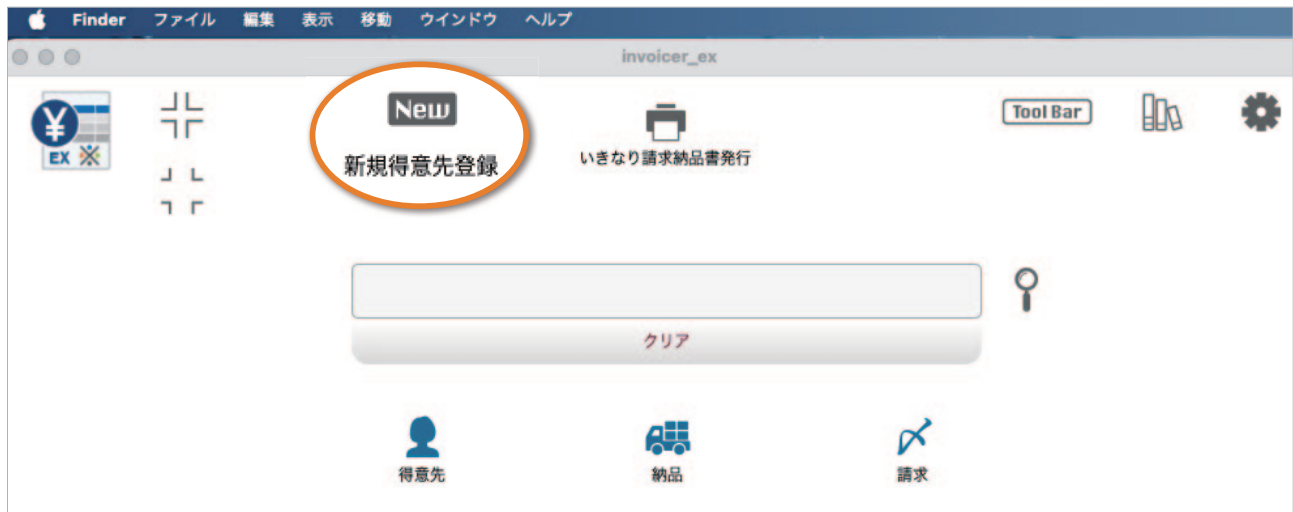 Finder ファイル 編集 表示 移動 ウインドウ ヘルプ
invoicer_ex
¥
EX ※
New
新規得意先登録
いきなり請求納品書発行
Tool Bar
クリア
得意先
納品
請求